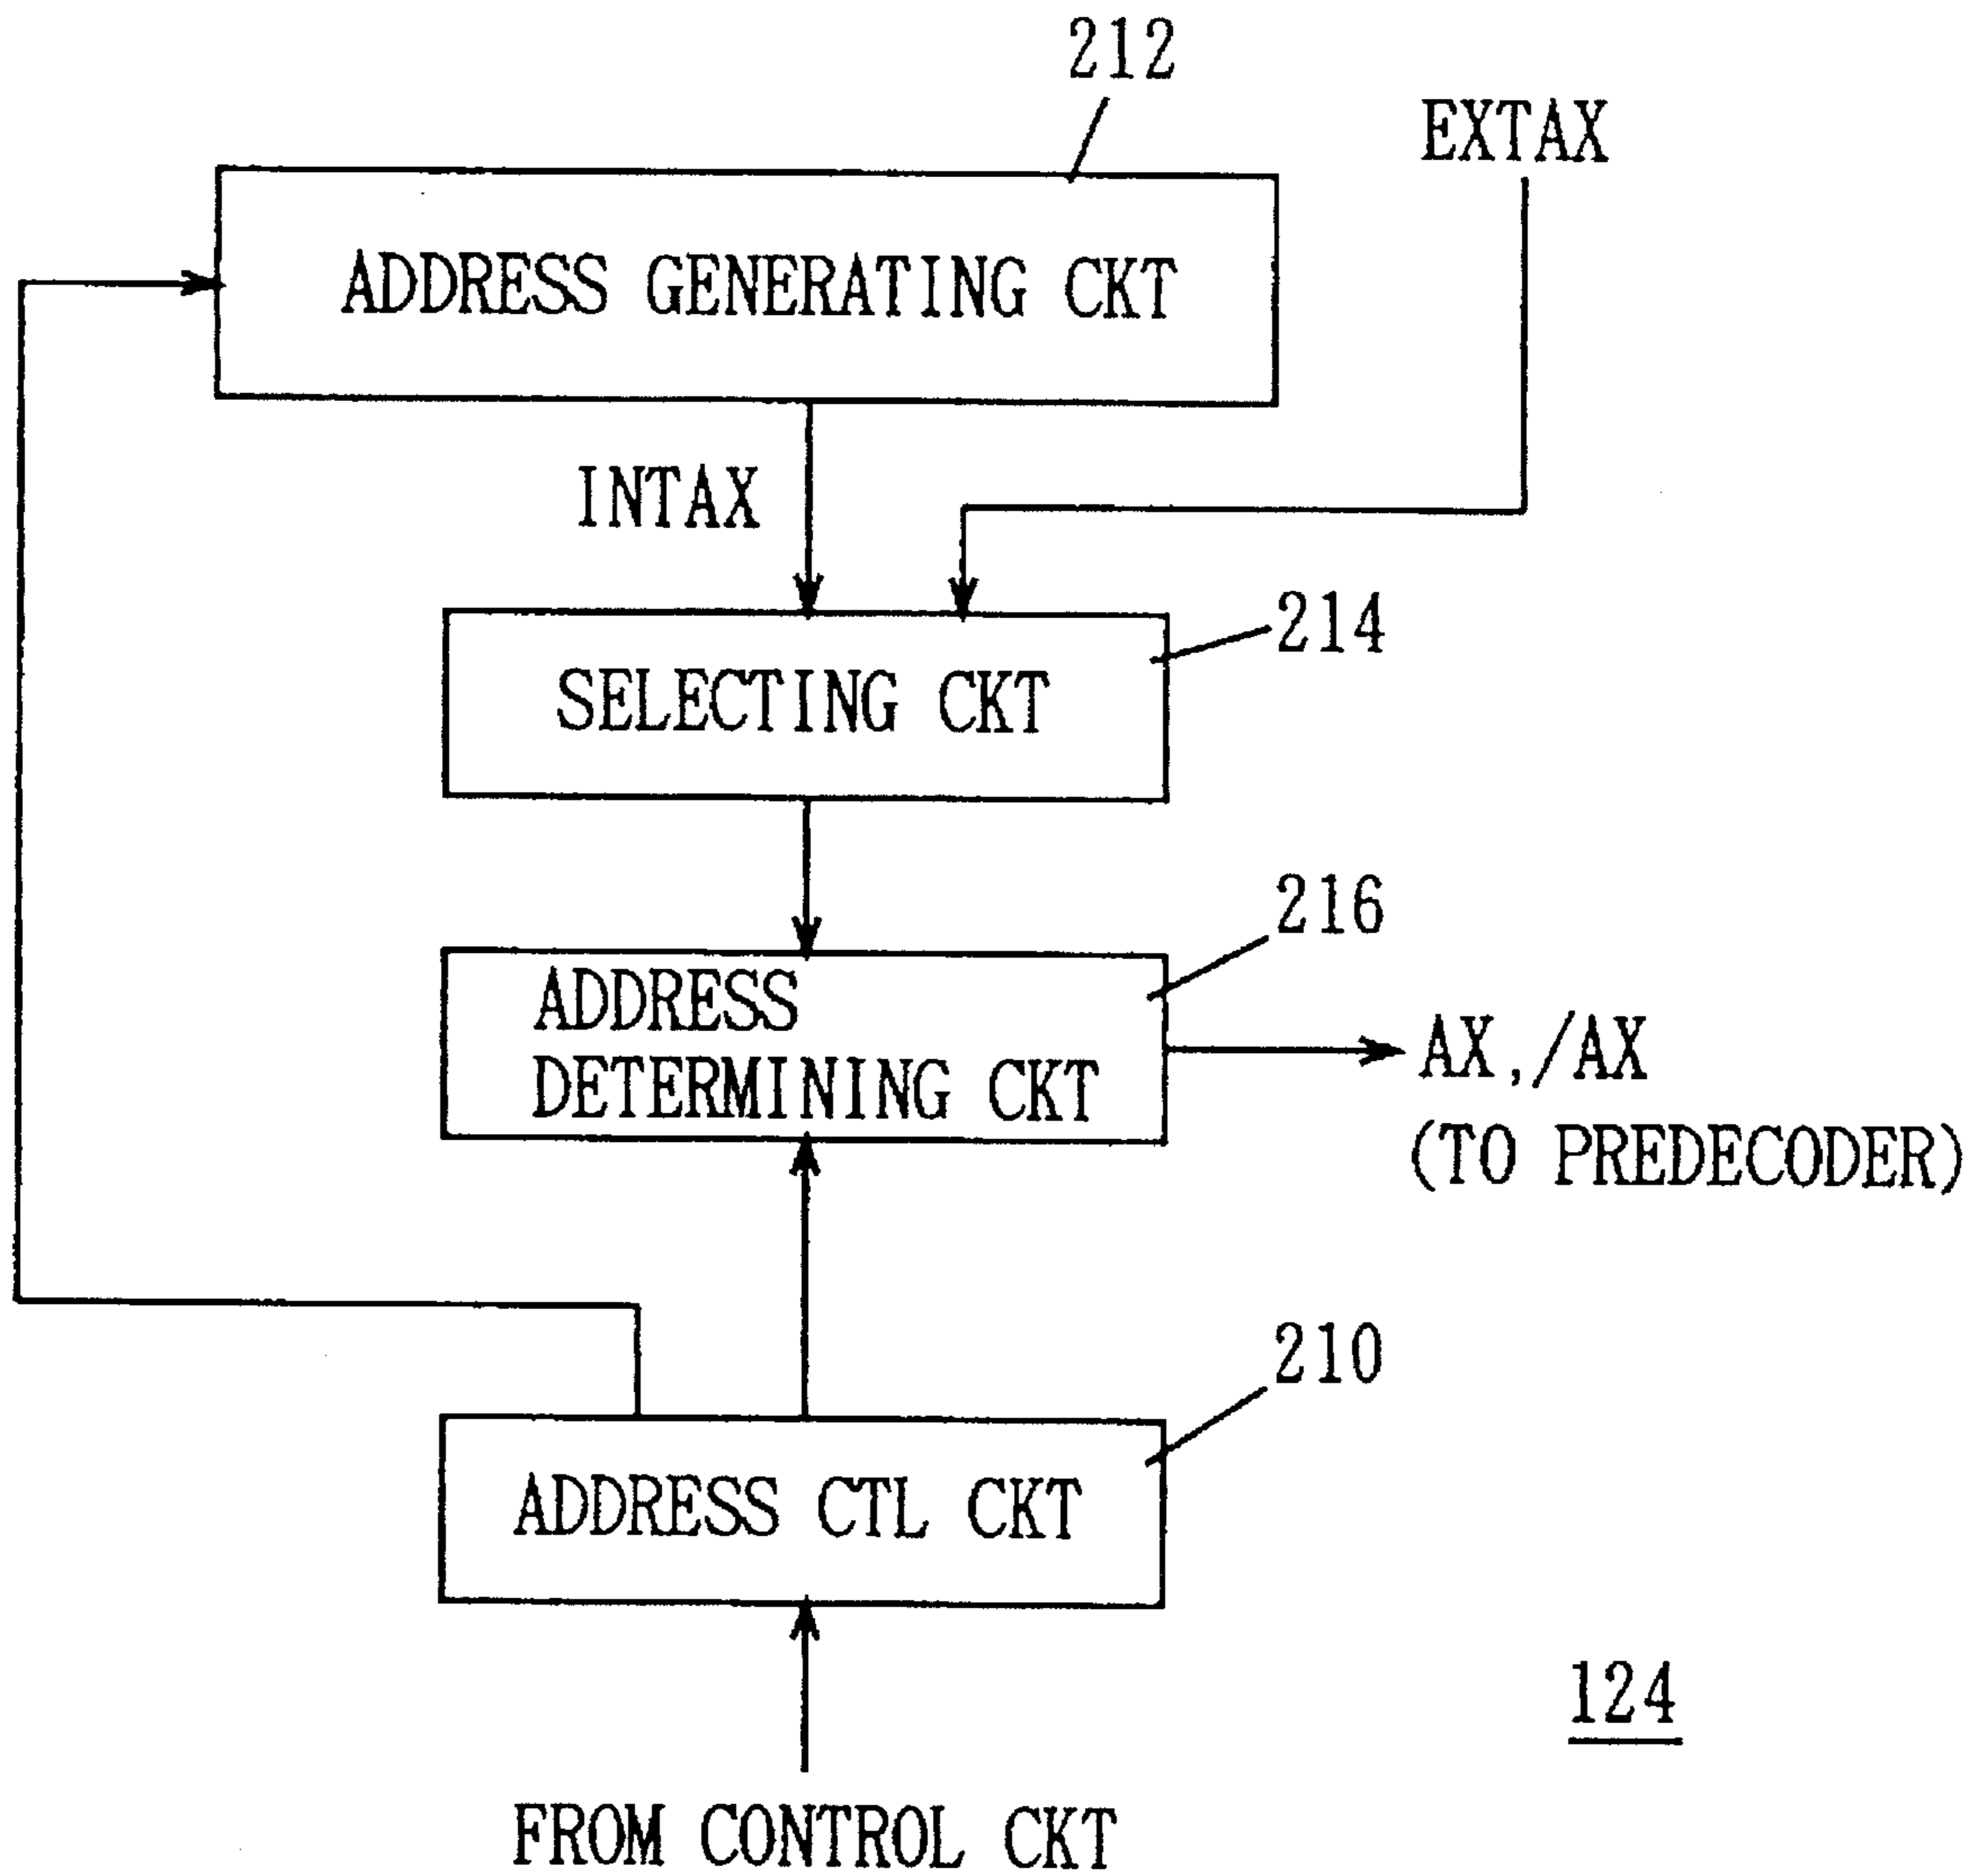 212
EXTAX
ADDRESS GENERATING CKT
INTAX
214
SELECTING CKT
216
ADDRESS
DETERMINING CKT
AX,/AX
(TO PREDECODER)
210
ADDRESS CTL CKT
124
FROM CONTROL CKT